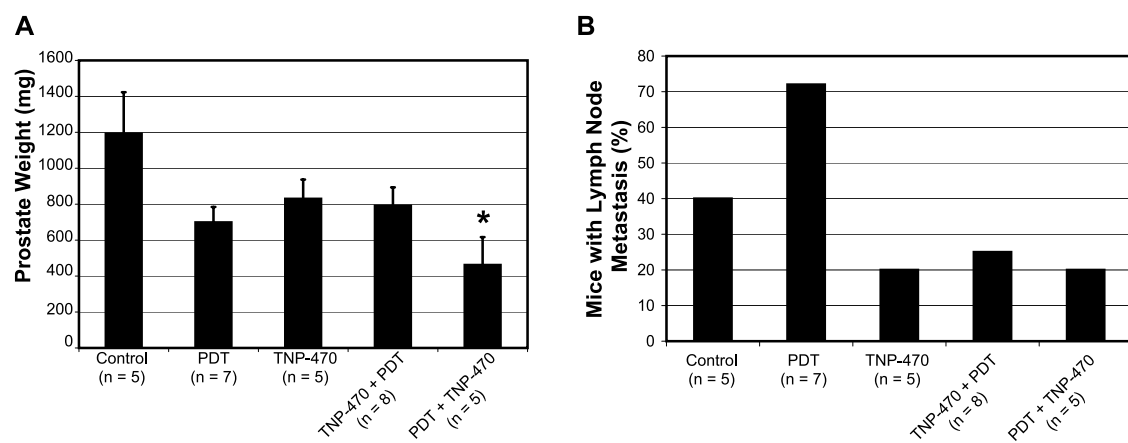 A
Prostate Weight (mg)
1600
1400
1200
1000
800
600
400
200
0
*
Control
(n = 5)
PDT
(n = 7)
TNP-470
(n = 5)
TNP-470 + PDT
(n = 8)
PDT + TNP-470
(n = 5)
B
Mice with Lymph Node
Metastasis (%)
80
70
60
50
40
30
20
10
0
Control
(n = 5)
PDT
(n = 7)
TNP-470
(n = 5)
TNP-470 + PDT
(n = 8)
PDT + TNP-470
(n = 5)